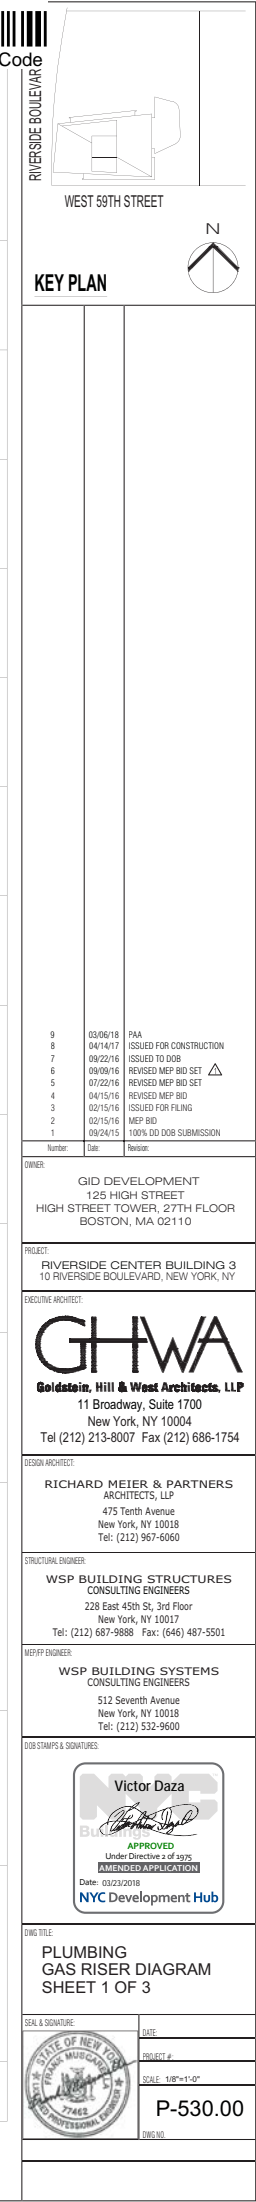 Code
RIVERSIDE BOULEVAR
WEST 59TH STREET
N
KEY PLAN
9 03/06/18 PAA
8 04/14/17 ISSUED FOR CONSTRUCTION
7 09/22/16 ISSUED TO DOB
6 09/09/16 REVISED MEP BID SET
5 07/22/16 REVISED MEP BID SET
4 04/15/16 REVISED MEP BID
3 02/15/16 ISSUED FOR FILING
2 02/15/16 MEP BID
1 09/24/15 100% DD DOB SUBMISSION
Number: Date: Revision:
OWNER:
GID DEVELOPMENT
125 HIGH STREET
HIGH STREET TOWER, 27TH FLOOR
BOSTON, MA 02110
PROJECT:
RIVERSIDE CENTER BUILDING 3
10 RIVERSIDE BOULEVARD, NEW YORK, NY
EXECUTIVE ARCHITECT:
GHWA
Goldstein, Hill & West Architects, LLP
11 Broadway, Suite 1700
New York, NY 10004
Tel (212) 213-8007 Fax (212) 686-1754
DESIGN ARCHITECT:
RICHARD MEIER & PARTNERS
ARCHITECTS, LLP
475 Tenth Avenue
New York, NY 10018
Tel: (212) 967-6060
STRUCTURAL ENGINEER:
WSP BUILDING STRUCTURES
CONSULTING ENGINEERS
228 East 45th St, 3rd Floor
New York, NY 10017
Tel: (212) 687-9888 Fax: (646) 487-5501
MEP/FP ENGINEER:
WSP BUILDING SYSTEMS
CONSULTING ENGINEERS
512 Seventh Avenue
New York, NY 10018
Tel: (212) 532-9600
DOB STAMPS & SIGNATURES:
NYC
Victor Daza
Buildings
APPROVED
Under Directive 2 of 1975
AMENDED APPLICATION
Date: 03/23/2018
NYC Development Hub
DWG TITLE:
PLUMBING
GAS RISER DIAGRAM
SHEET 1 OF 3
SEAL & SIGNATURE:
STATE OF NEW YORK
FRANK
77462
PROFESSIONAL ENGINEER
DATE:
PROJECT #:
SCALE: 1/8"=1'-0"
P-530.00
DWG NO.